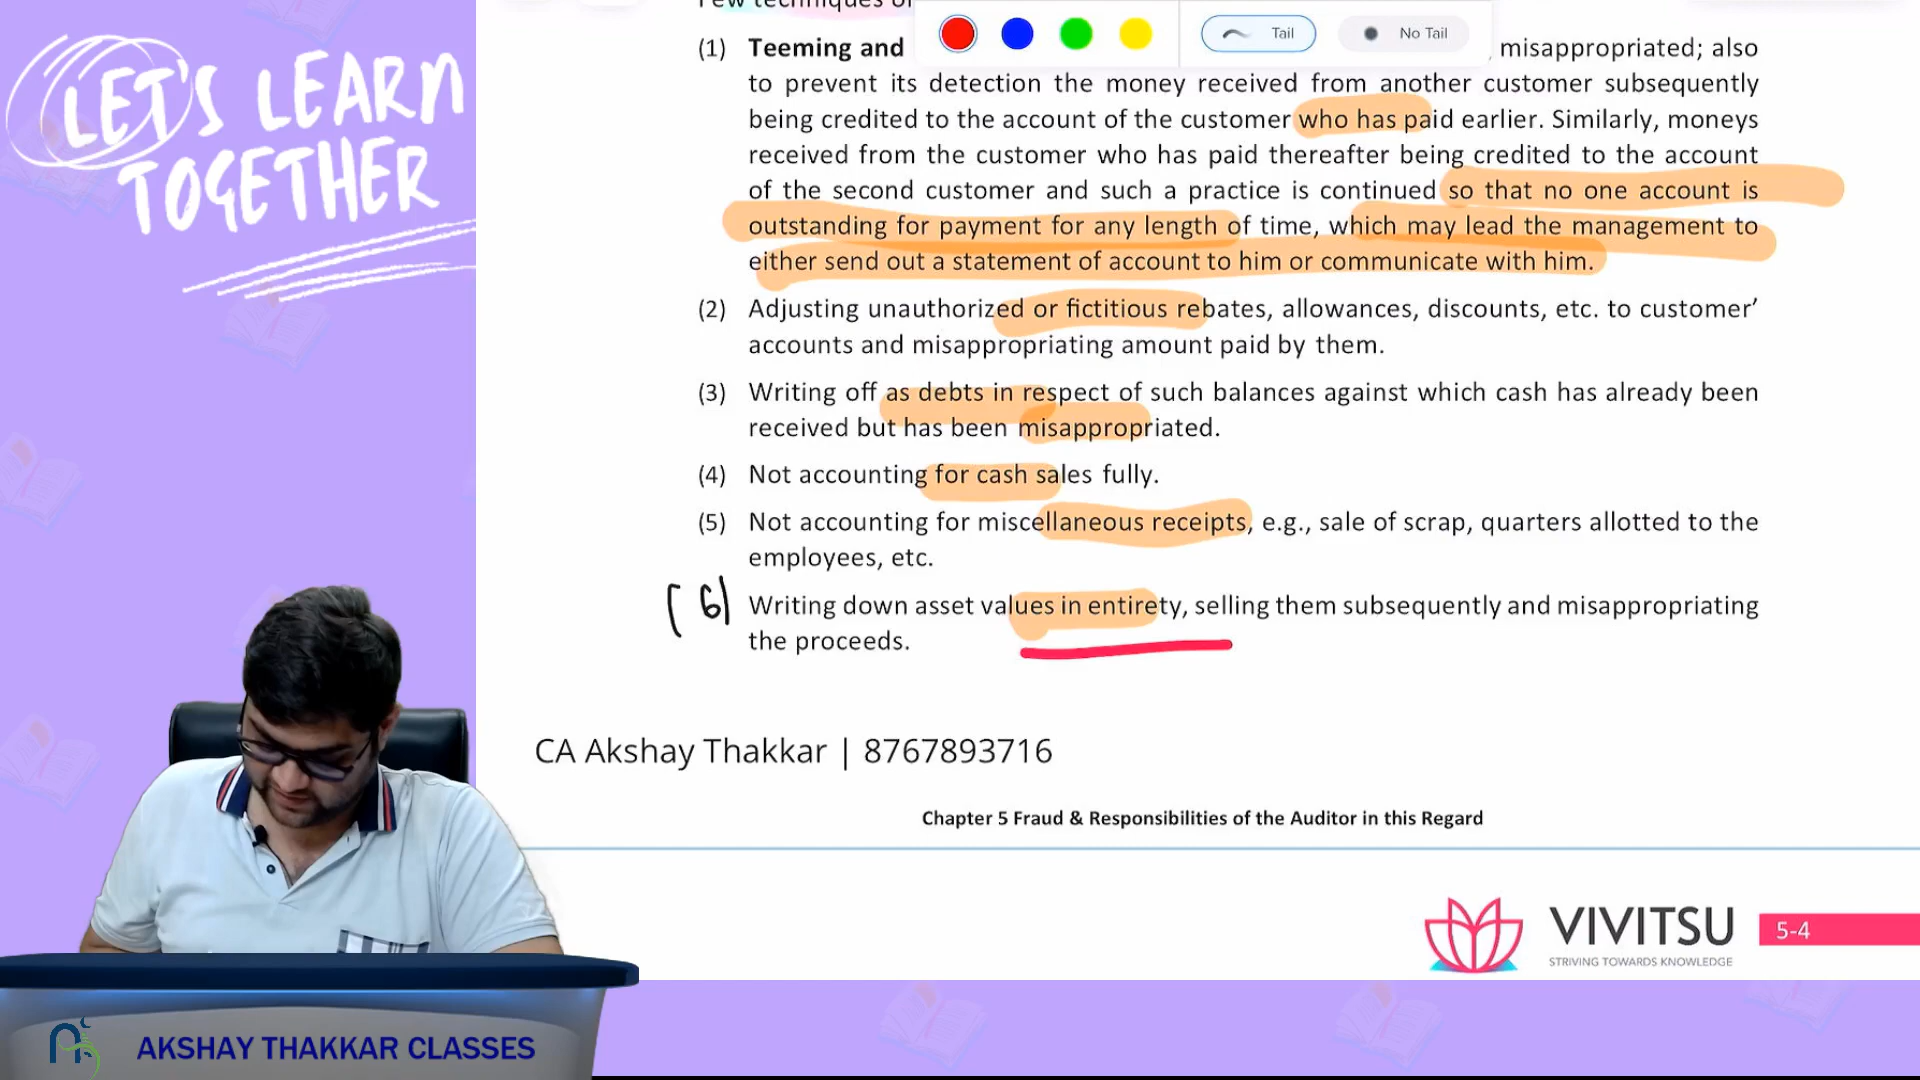 LET'S LEARN
TOGETHER
Few techniques of
Tail
No Tail
(1) Teeming and misappropriated; also
to prevent its detection the money received from another customer subsequently
being credited to the account of the customer who has paid earlier. Similarly, moneys
received from the customer who has paid thereafter being credited to the account
of the second customer and such a practice is continued so that no one account is
outstanding for payment for any length of time, which may lead the management to
either send out a statement of account to him or communicate with him.
(2) Adjusting unauthorized or fictitious rebates, allowances, discounts, etc. to customer’
accounts and misappropriating amount paid by them.
(3) Writing off as debts in respect of such balances against which cash has already been
received but has been misappropriated.
(4) Not accounting for cash sales fully.
(5) Not accounting for miscellaneous receipts, e.g., sale of scrap, quarters allotted to the
employees, etc.
(6) Writing down asset values in entirety, selling them subsequently and misappropriating
the proceeds.
CA Akshay Thakkar | 8767893716
Chapter 5 Fraud & Responsibilities of the Auditor in this Regard
VIVITSU
STRIVING TOWARDS KNOWLEDGE
5-4
AKSHAY THAKKAR CLASSES